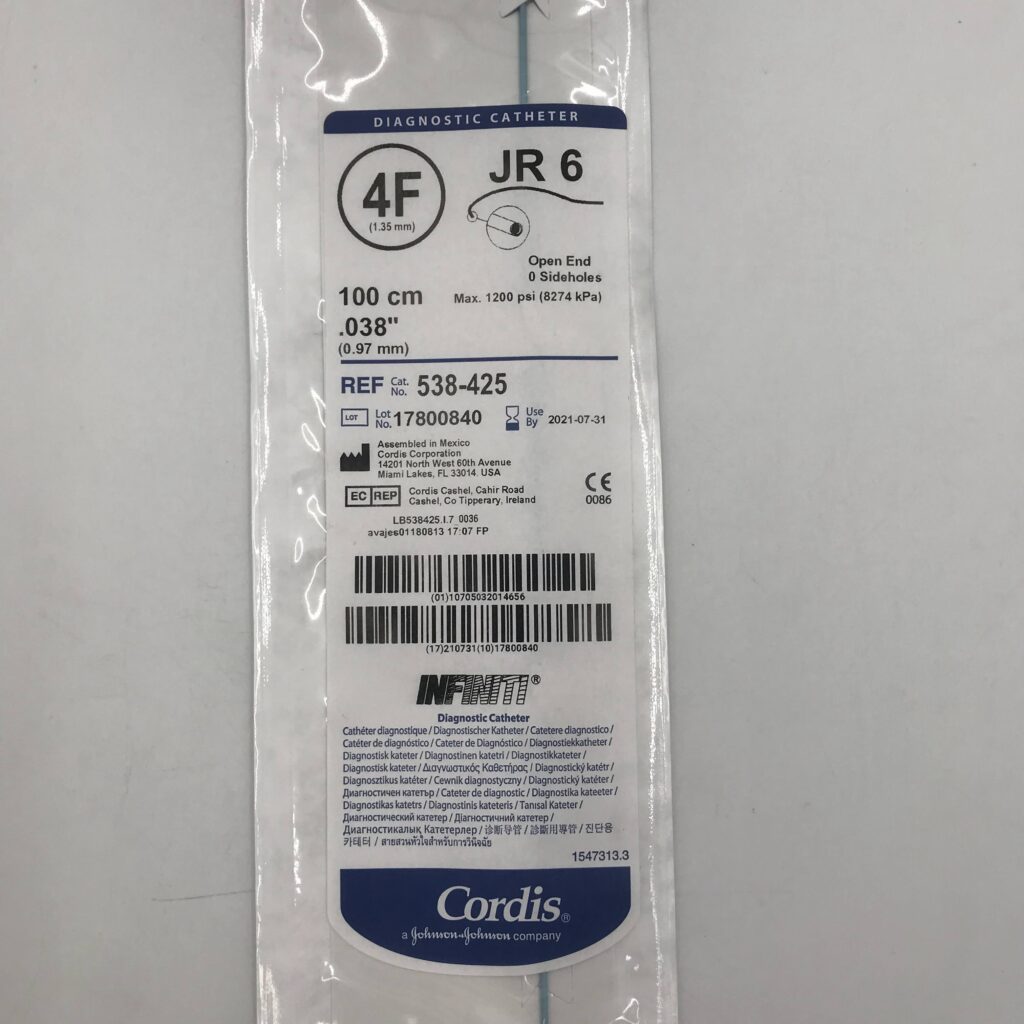 DIAGNOSTIC CATHETER
4F
(1.35 mm)
JR 6
Open End
0 Sideholes
100 cm
Max. 1200 psi (8274 kPa)
.038"
(0.97 mm)
REF Cat. No. 538-425
LOT Lot No. 17800840 Use By 2021-07-31
Assembled in Mexico
Cordis Corporation
14201 North West 60th Avenue
Miami Lakes, FL 33014 USA
EC REP Cordis Cashel, Cahir Road
Cashel, Co Tipperary, Ireland
CE
0086
LB538425.I.7 0036
avajes01180813 17:07 FP
(01)10705032014656
(17)210731(10)17800840
INFINITI®
Diagnostic Catheter
Cathéter diagnostique / Diagnostischer Katheter / Catetere diagnostico /
Catéter de diagnóstico / Cateter de Diagnóstico / Diagnostiekkatheter /
Diagnostisk kateter / Diagnostinen katetri / Diagnostikkateter /
Diagnostisk kateter / Διαγνωστικός Καθετήρας / Diagnostický katétr /
Diagnosztikus katéter / Cewnik diagnostyczny / Diagnostický katéter /
Диагностичен катетър / Cateter de diagnostic / Diagnostika kateeter /
Diagnostikas katetrs / Diagnostinis kateteris / Tanısal Kateter /
Диагностический катетер / Діагностичний катетер /
Диагностикалық Катетерлер / 诊断导管 / 診斷用導管 / 진단용
카테터 / สายสวนหัวใจสำหรับการวินิจฉัย
1547313.3
Cordis®
a Johnson&Johnson company